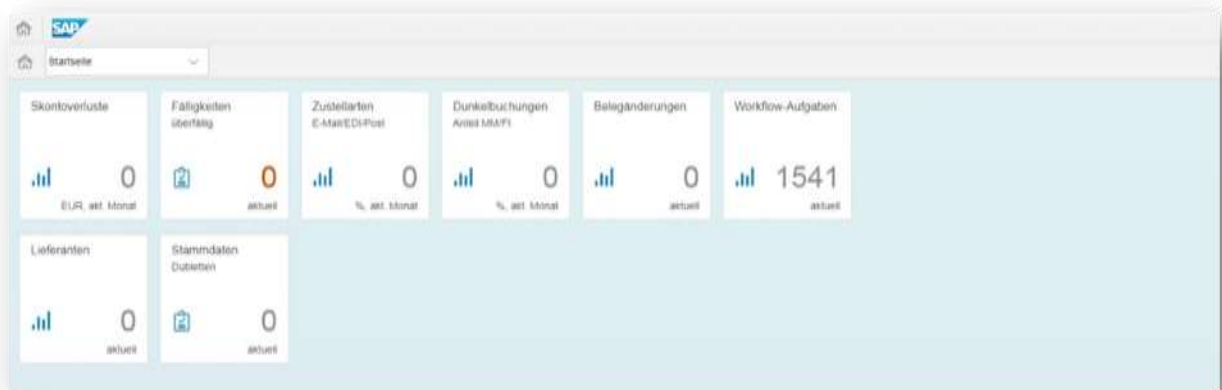 SAP
Startseite
Skontoverluste
0
EUR, akt. Monat
Fälligkeiten
überfällig
0
aktuell
Zustellarten
E-Mail/EDI/Post
0
%, akt. Monat
Dunkelbuchungen
Anteil MM/FI
0
%, akt. Monat
Belegänderungen
0
aktuell
Workflow-Aufgaben
1541
aktuell
Lieferanten
0
aktuell
Stammdaten
Dubletten
0
aktuell